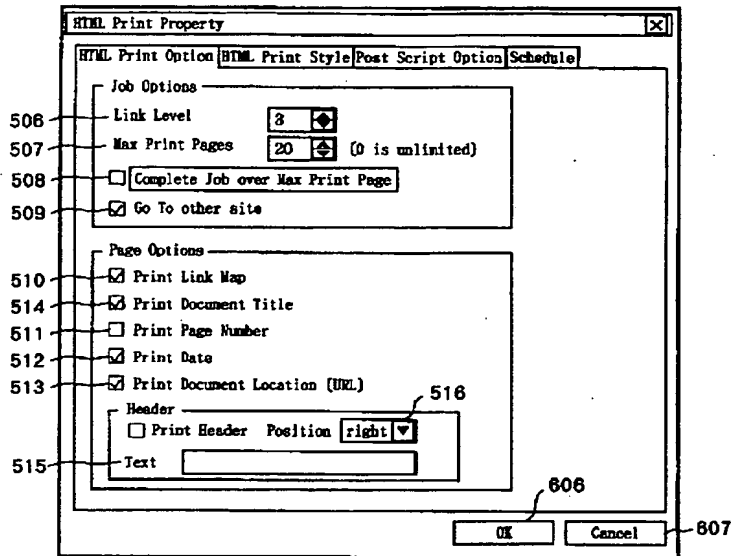 HTML Print Property
HTML Print Option HTML Print Style Post Script Option Schedule
Job Options
506 Link Level 3
507 Max Print Pages 20 (0 is unlimited)
508 Complete Job over Max Print Page
509 Go To other site
Page Options
510 Print Link Map
514 Print Document Title
511 Print Page Number
512 Print Date
513 Print Document Location (URL)
516
Header
Print Header Position right
515 Text
606
OK Cancel 607